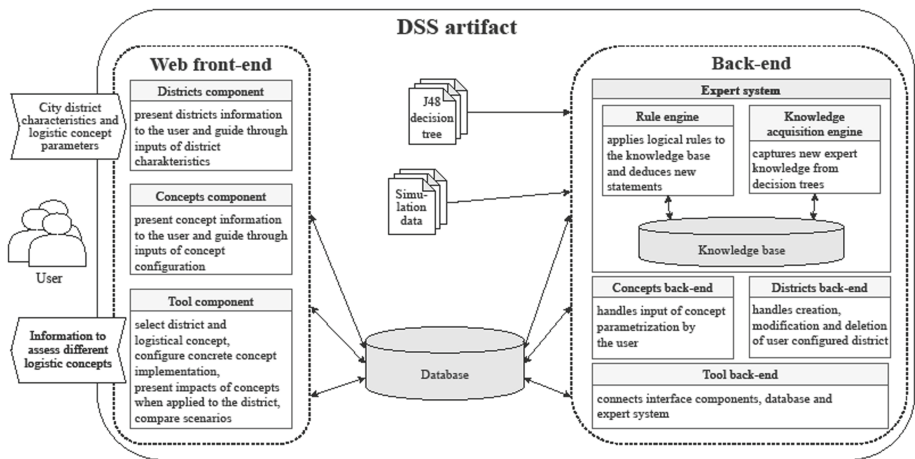 DSS artifact
City district
characteristics and
logistic concept
parameters
User
Information to
assess different
logistic concepts
Web front-end
Districts component
present districts information
to the user and guide through
inputs of district
charakteristics
Concepts component
present concept information
to the user and guide through
inputs of concept
configuration
Tool component
select district and
logistical concept,
configure concrete concept
implementation,
present impacts of concepts
when applied to the district,
compare scenarios
J48
decision
tree
Simu-
lation
data
Database
Back-end
Expert system
Rule engine
applies logical rules to
the knowledge base
and deduces new
statements
Knowledge
acquisition engine
captures new expert
knowledge from
decision trees
Knowledge base
Concepts back-end
handles input of concept
parametrization by
the user
Districts back-end
handles creation,
modification and deletion
of user configured district
Tool back-end
connects interface components, database and
expert system